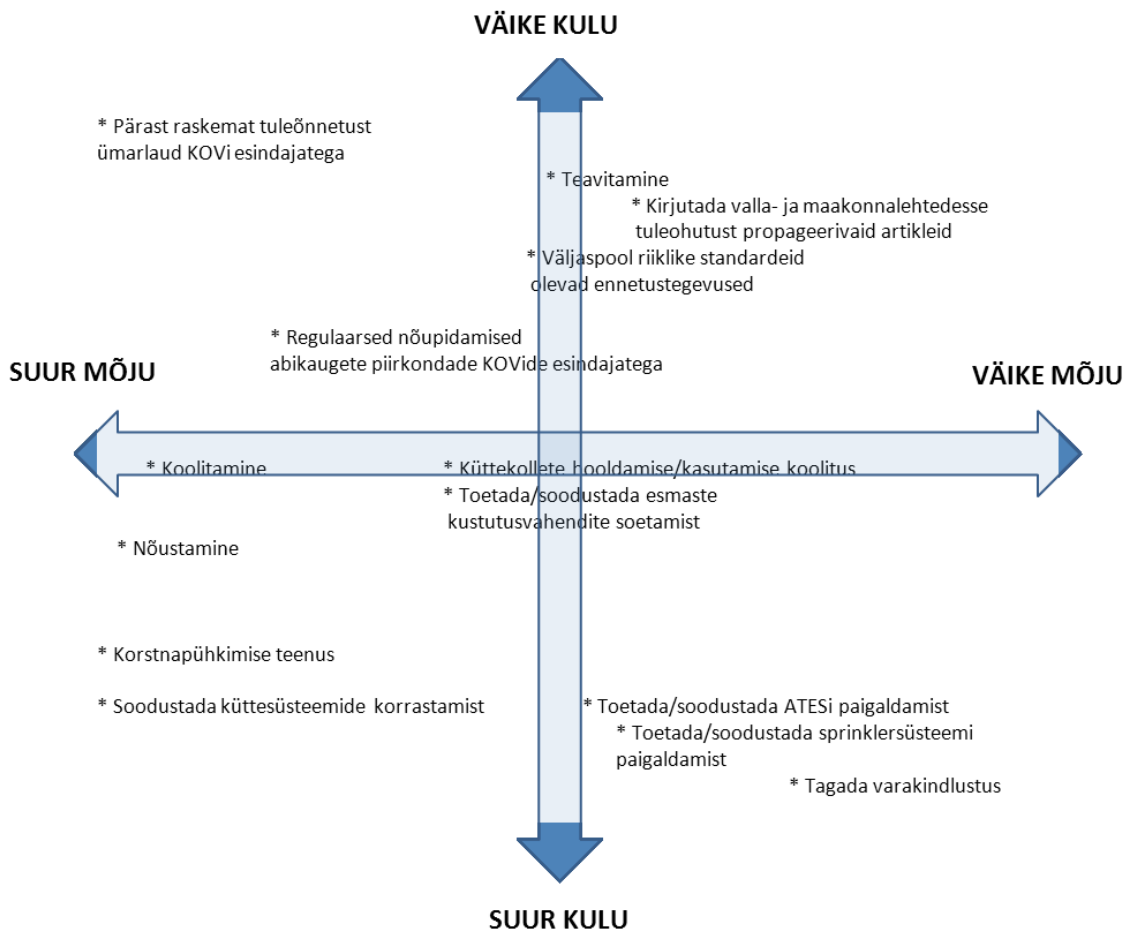 VÄIKE KULU
* Pärast raskemat tuleõnnetust
ümarlaud KOVi esindajatega
* Teavitamine
* Kirjutada valla- ja maakonnalehtedesse
tuleohutust propageerivaid artikleid
* Väljaspool riiklike standardeid
olevad ennetustegevused
* Regulaarsed nõupidamised
abikaugete piirkondade KOVide esindajatega
SUUR MÕJU
VÄIKE MÕJU
* Koolitamine
* Küttekollete hooldamise/kasutamise koolitus
* Toetada/soodustada esmaste
kustutusvahendite soetamist
* Nõustamine
* Korstnapühkimise teenus
* Soodustada küttesüsteemide korrastamist
* Toetada/soodustada ATESi paigaldamist
* Toetada/soodustada sprinklersüsteemi
paigaldamist
* Tagada varakindlustus
SUUR KULU